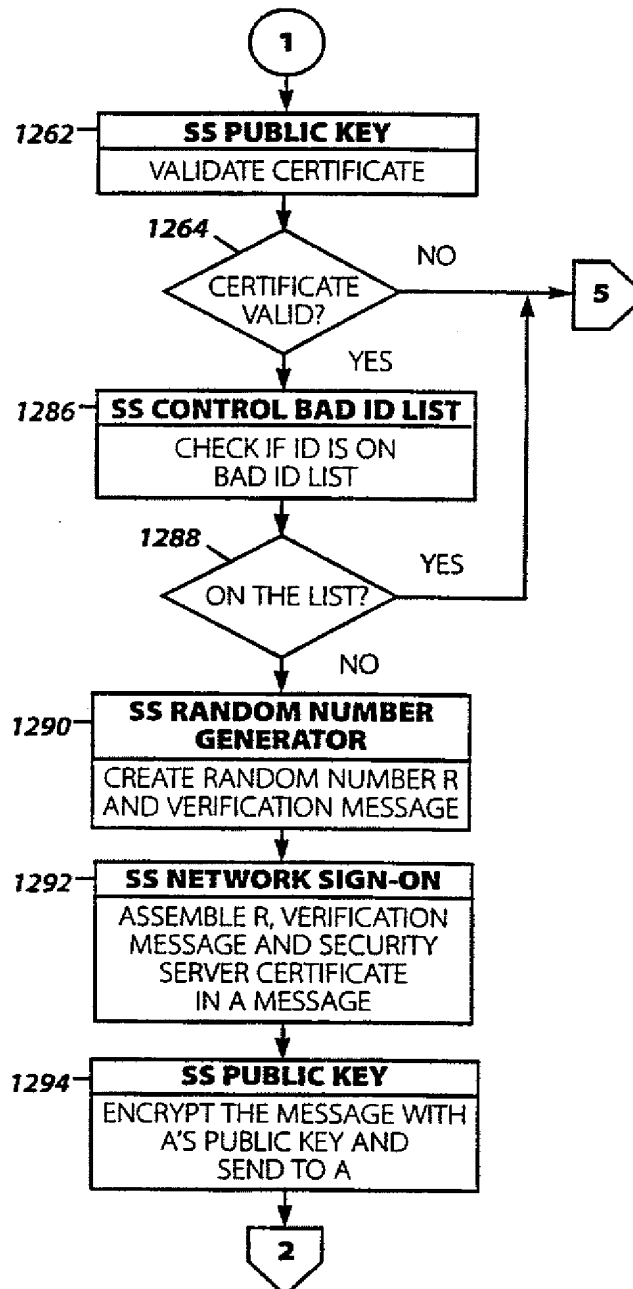 1
1262
SS PUBLIC KEY
VALIDATE CERTIFICATE
1264
NO
CERTIFICATE
VALID?
5
YES
1286
SS CONTROL BAD ID LIST
CHECK IF ID IS ON
BAD ID LIST
1288
YES
ON THE LIST?
NO
1290
SS RANDOM NUMBER
GENERATOR
CREATE RANDOM NUMBER R
AND VERIFICATION MESSAGE
1292
SS NETWORK SIGN-ON
ASSEMBLE R, VERIFICATION
MESSAGE AND SECURITY
SERVER CERTIFICATE
IN A MESSAGE
1294
SS PUBLIC KEY
ENCRYPT THE MESSAGE WITH
A'S PUBLIC KEY AND
SEND TO A
2